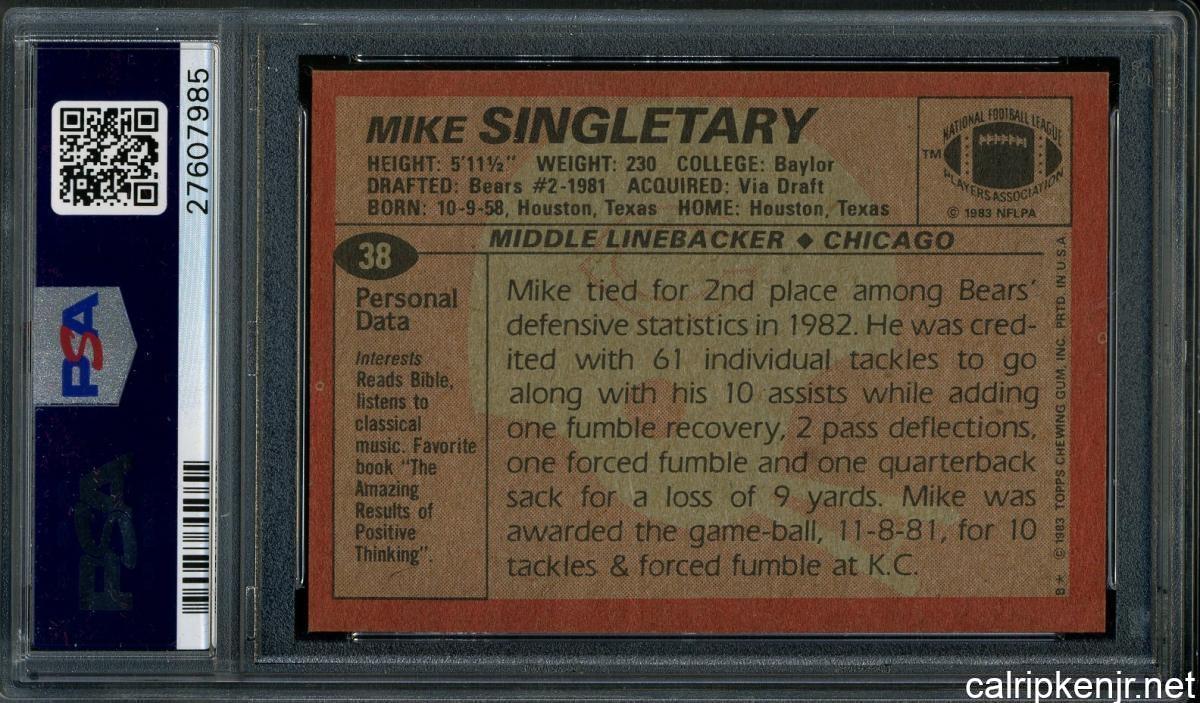 27607985
PSA
PSA
MIKE SINGLETARY
HEIGHT: 5'11½" WEIGHT: 230 COLLEGE: Baylor
DRAFTED: Bears #2-1981 ACQUIRED: Via Draft
BORN: 10-9-58, Houston, Texas HOME: Houston, Texas
NATIONAL FOOTBALL LEAGUE
TM
PLAYERS ASSOCIATION
© 1983 NFLPA
MIDDLE LINEBACKER ♦ CHICAGO
38
Personal
Data
Interests
Reads Bible,
listens to
classical
music. Favorite
book "The
Amazing
Results of
Positive
Thinking".
Mike tied for 2nd place among Bears'
defensive statistics in 1982. He was cred-
ited with 61 individual tackles to go
along with his 10 assists while adding
one fumble recovery, 2 pass deflections,
one forced fumble and one quarterback
sack for a loss of 9 yards. Mike was
awarded the game-ball, 11-8-81, for 10
tackles & forced fumble at K.C.
B* © 1983 TOPPS CHEWING GUM, INC. PRTD. IN U.S.A
calripkenjr.net